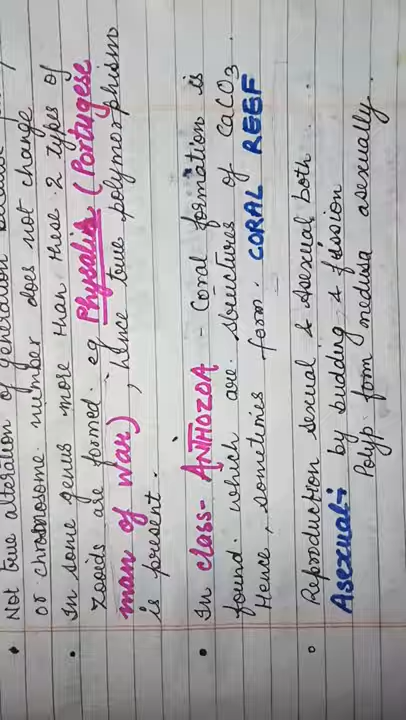 Not true altoration of generation
or chromosome number does not change
In some genus more than these 2 types of
zooids are formed. eg Physalia (Portugese
man of war), hence true polymorphism
is present.
In class- ANTHOZOA - Coral formation is
found which are structures of CaCO3.
Hence, sometimes form. CORAL REEF
Reproduction sexual & asexual both.
Asexual:- by budding & fission
Polyp form medusa asexually.